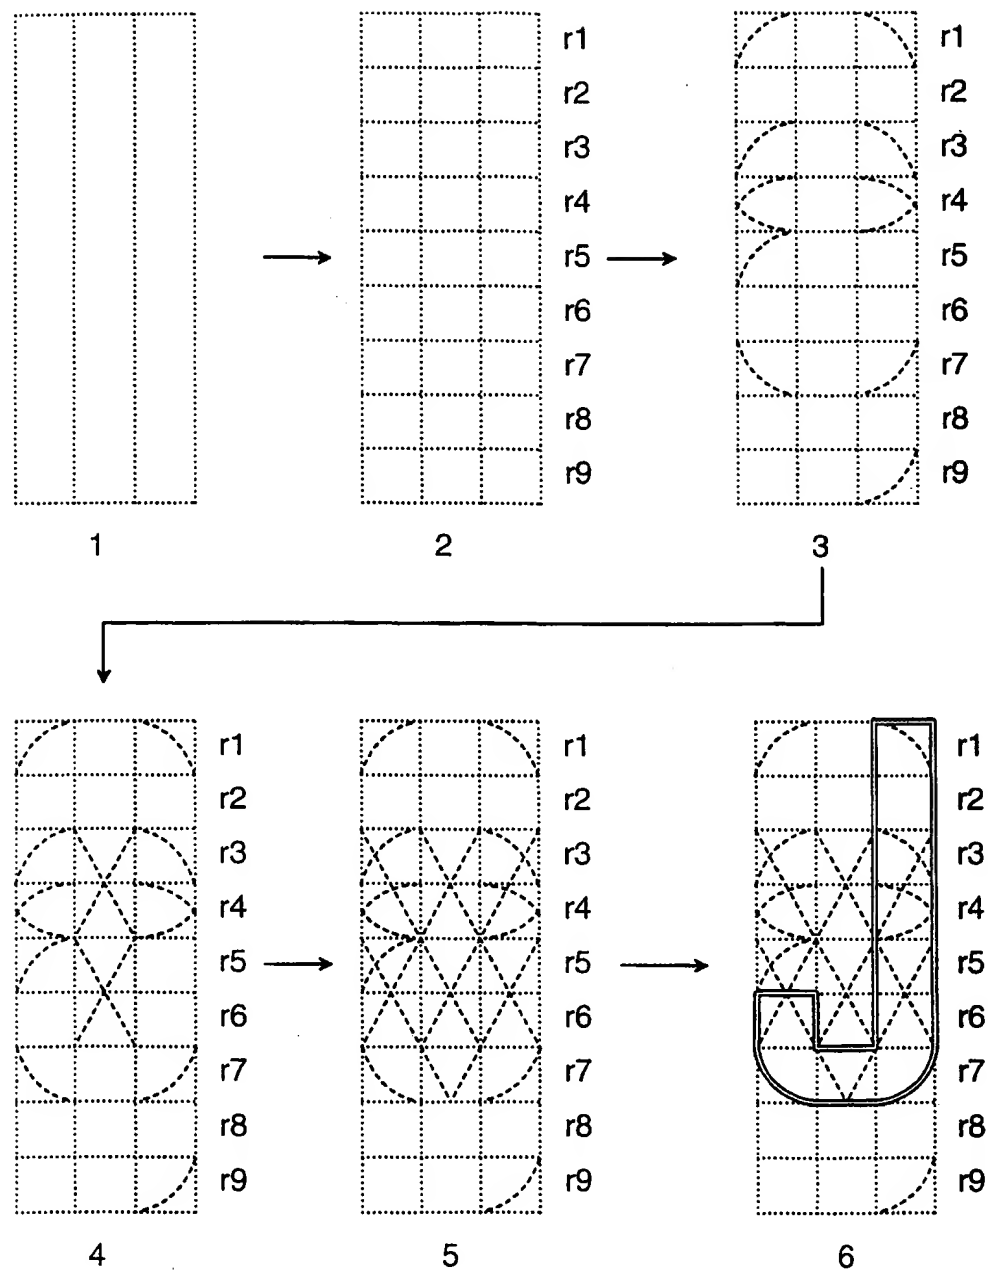 r1 r1
r2 r2
r3 r3
r4 r4
r5 r5
r6 r6
r7 r7
r8 r8
r9 r9
1 2 3
r1 r1 r1
r2 r2 r2
r3 r3 r3
r4 r4 r4
r5 r5 r5
r6 r6 r6
r7 r7 r7
r8 r8 r8
r9 r9 r9
4 5 6